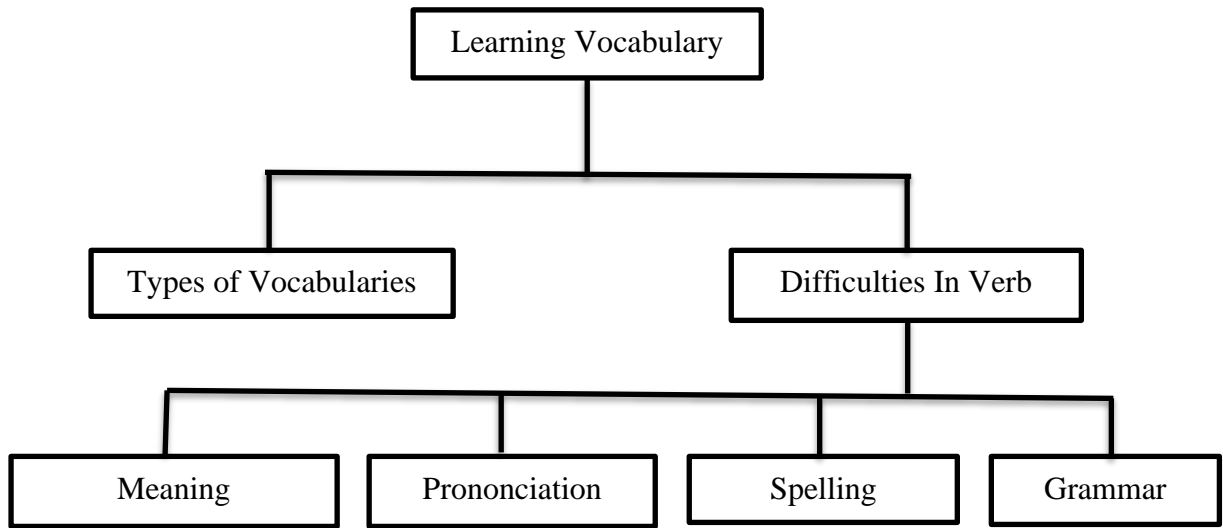 Learning Vocabulary
Types of Vocabularies
Difficulties In Verb
Meaning
Prononciation
Spelling
Grammar